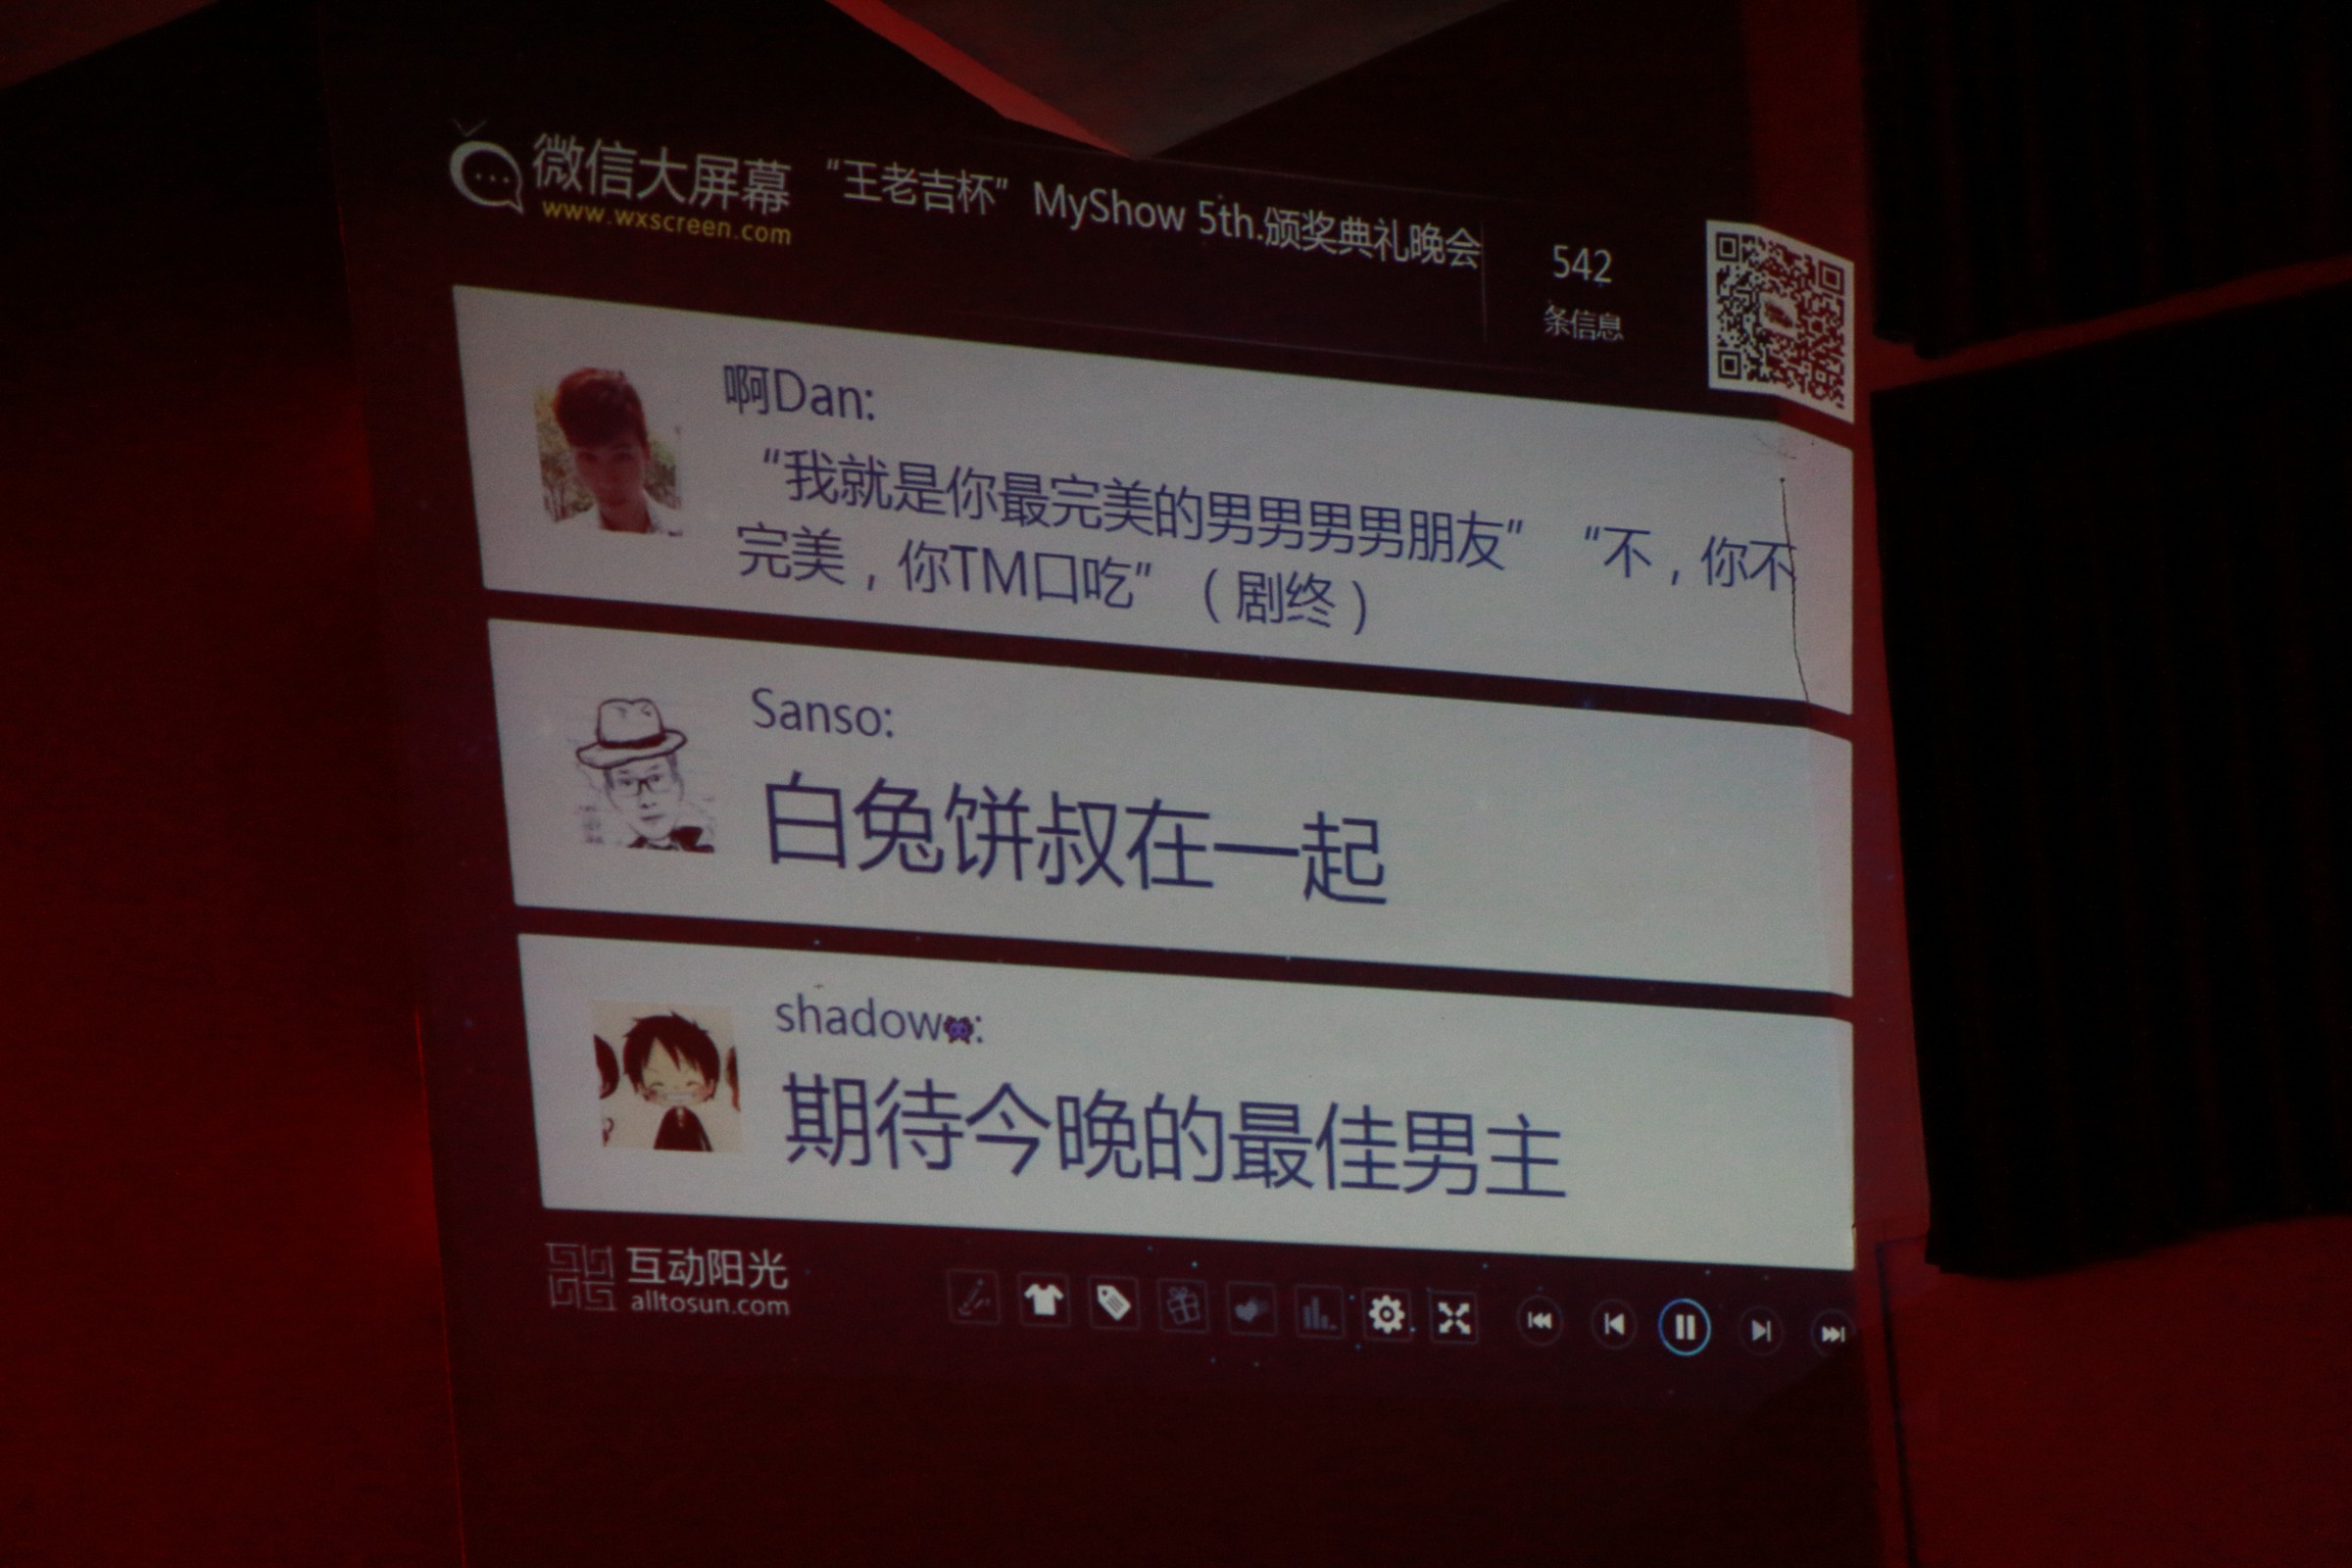 微信大屏幕
www.wxscreen.com
“王老吉杯” MyShow 5th.颁奖典礼晚会
542
条信息
啊Dan:
“我就是你最完美的男男男男朋友” “不，你不
完美，你TM口吃” （剧终）
Sanso:
白兔饼叔在一起
shadow:
期待今晚的最佳男主
互动阳光
alltosun.com